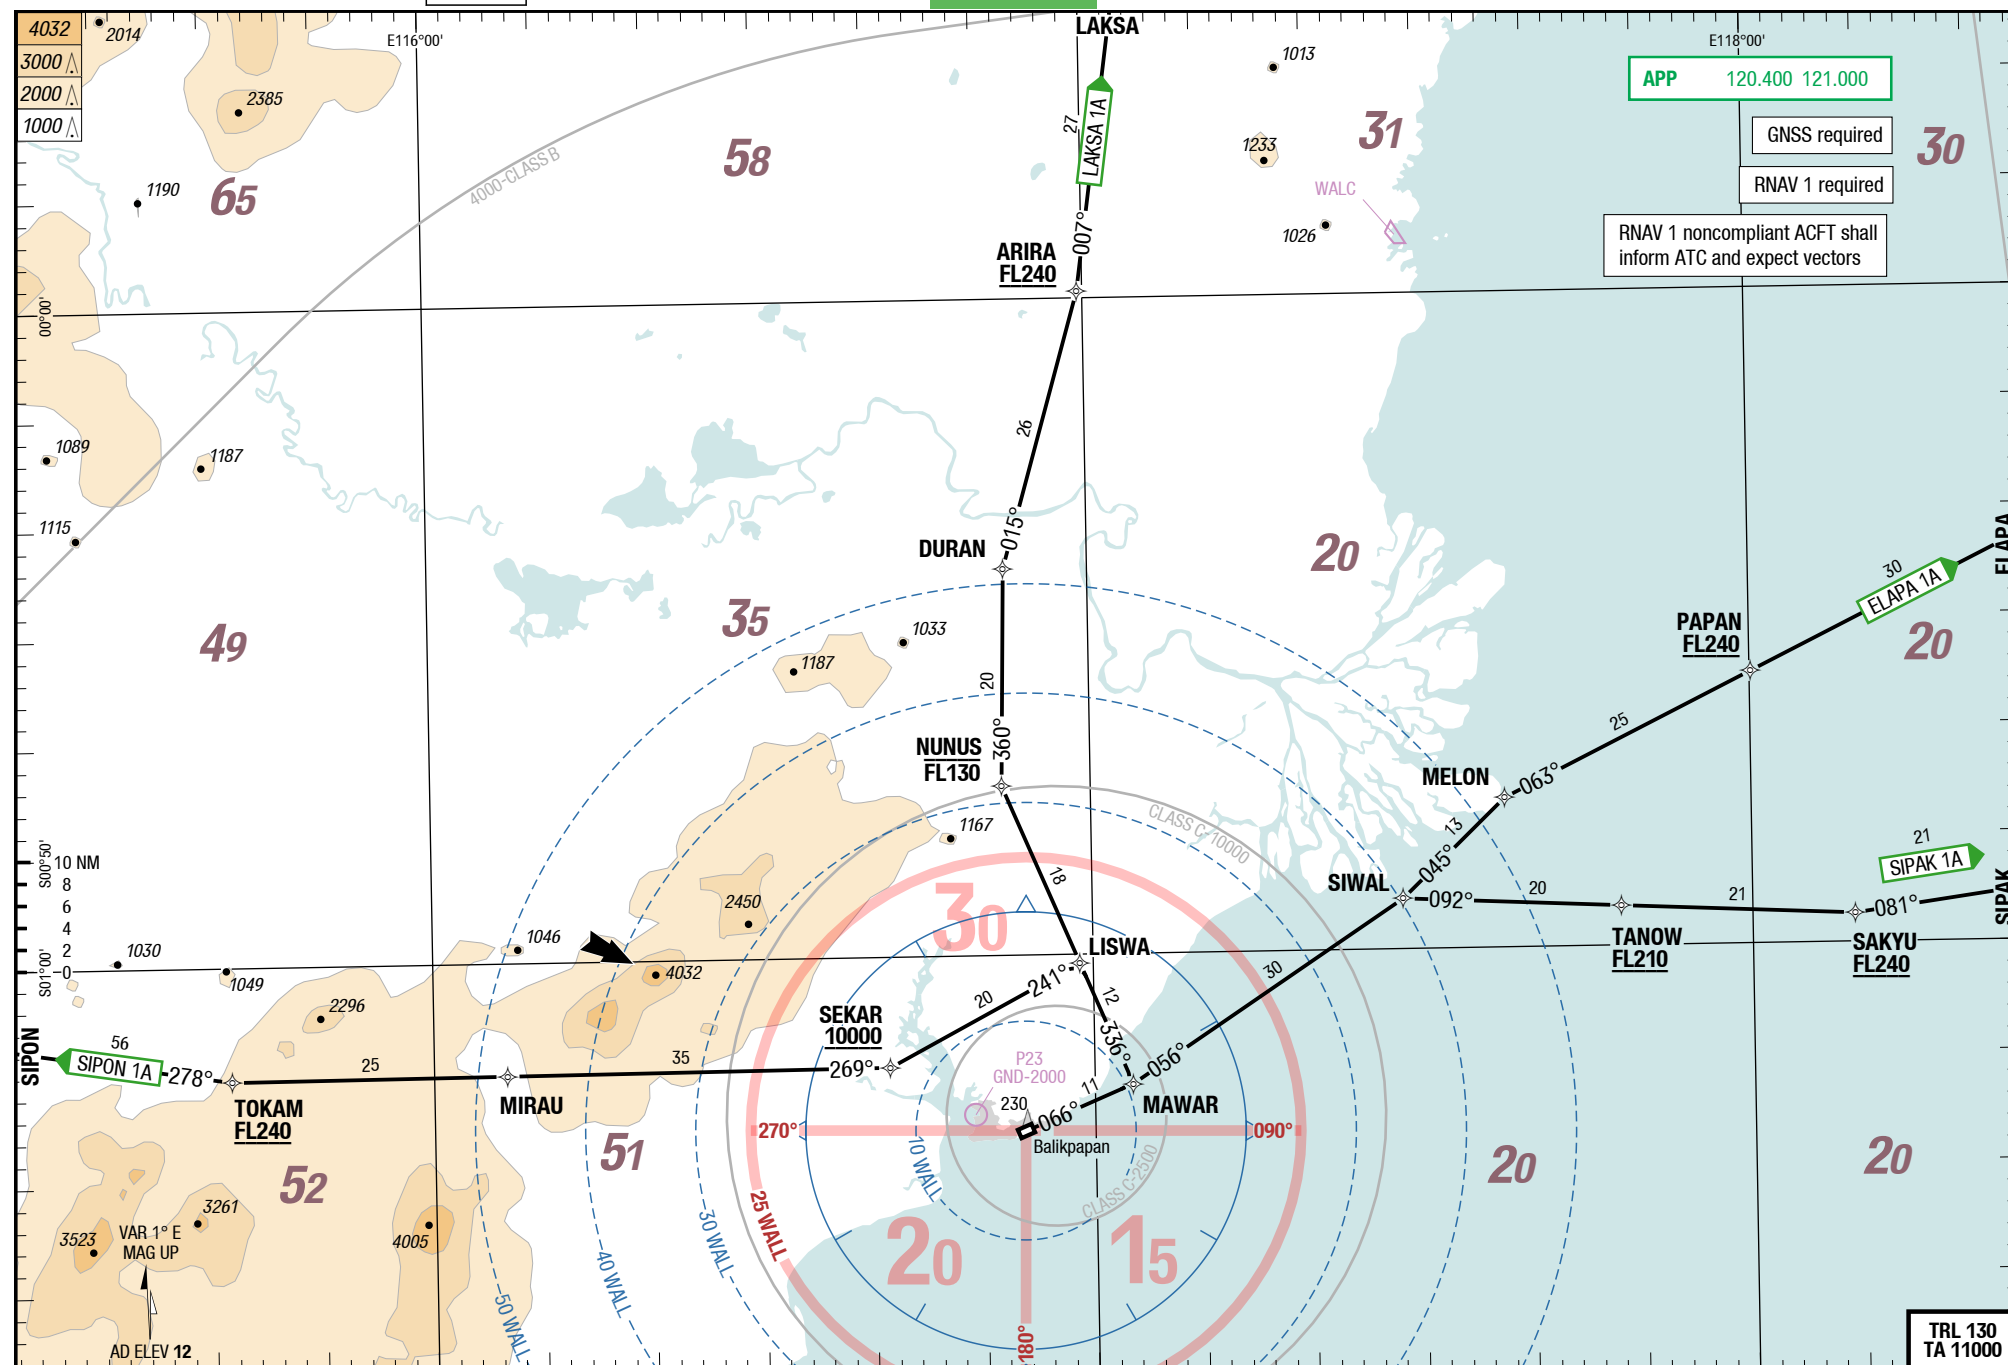 4032
3000
2000
1000
2014
E116°00'
LAKSA
E118°00'
1013
APP 120.400 121.000
GNSS required
RNAV 1 required
RNAV 1 noncompliant ACFT shall
inform ATC and expect vectors
2385
65
1190
4000-CLASS B
58
27
LAKSA 1A
007°
31
30
1233
WALC
1026
ARIRA
FL240
00°00'
1089
1187
1115
26
015°
DURAN
20
ELAPA
30
ELAPA 1A
49
35
1033
1187
20
360°
PAPAN
FL240
20
25
NUNUS
FL130
MELON
063°
13
045°
CLASS C-10000
1167
18
21
SIPAK 1A
SIPAK
S00°50'
10 NM
8
6
4
2
0
S01°00'
2450
30
SIWAL
092°
20
21
081°
TANOW
FL210
SAKYU
FL240
1046
1030
1049
4032
LISWA
241°
20
12
336°
30
2296
SEKAR
10000
SIPON
56
SIPON 1A
278°
25
35
269°
TOKAM
FL240
MIRAU
P23
GND-2000
230
066°
11
056°
MAWAR
270°
090°
Balikpapan
10 WALL
CLASS C-2500
51
52
20
20
3261
3523
VAR 1° E
MAG UP
4005
25 WALL
30 WALL
40 WALL
50 WALL
20
15
180°
AD ELEV 12
TRL 130
TA 11000